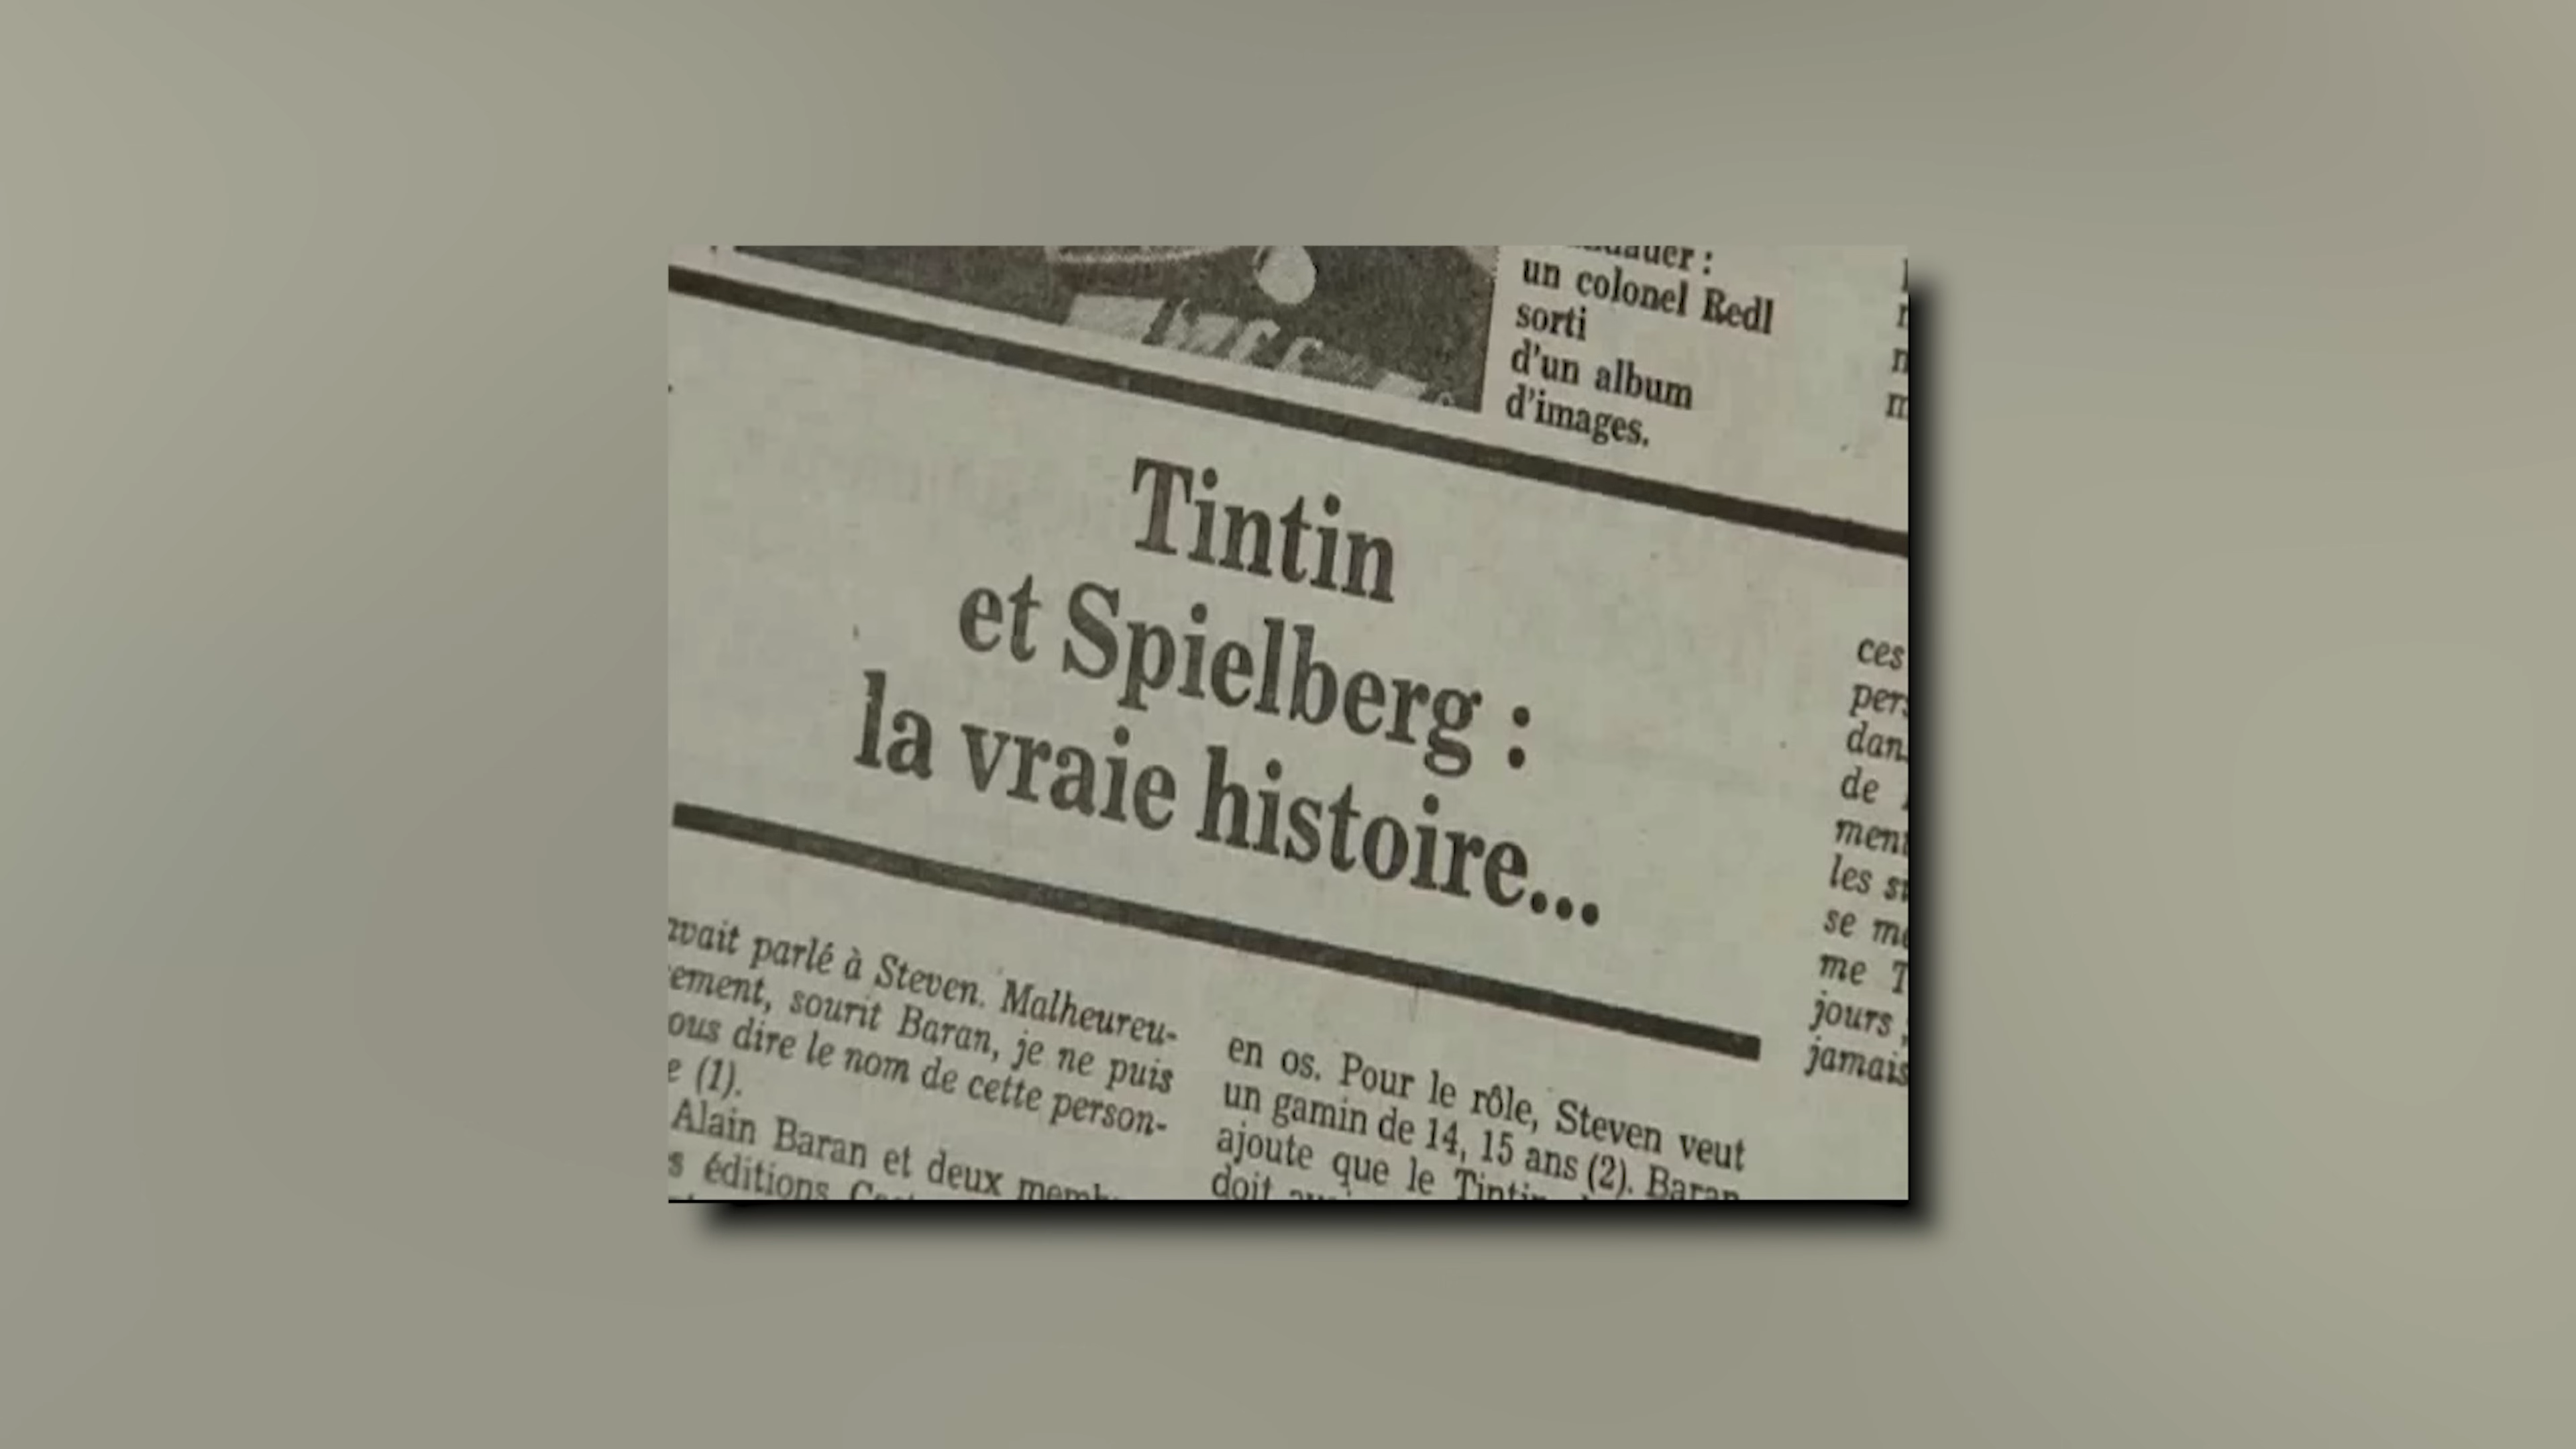 un colonel Redl
sorti
d'un album
d'images.
Tintin
et Spielberg :
la vraie histoire...
parlé à Steven. Malheureu-
sourit Baran, je ne puis
dire le nom de cette person-
(1).
Alain Baran et deux
éditions
en os. Pour le rôle, Steven veut
un gamin de 14, 15 ans (2). Baran
ajoute que le Tintin
doit
ces
de
les
se
me
jours
jamais